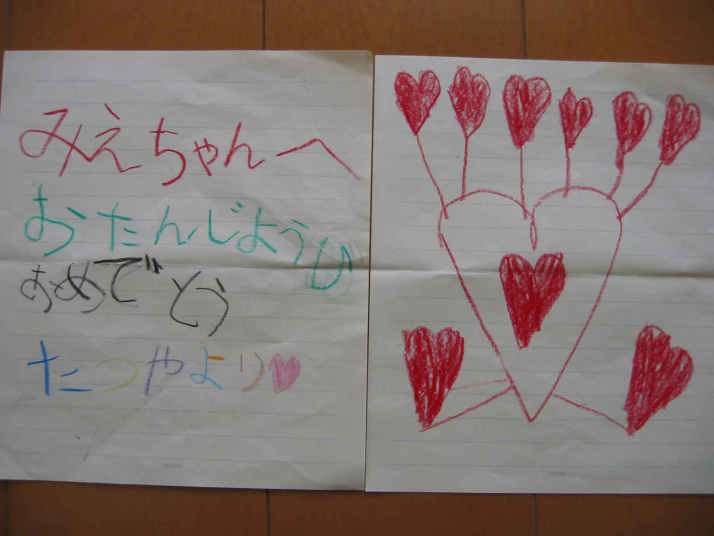 みえちゃんへ
おたんじようび
おめでとう
たつやより